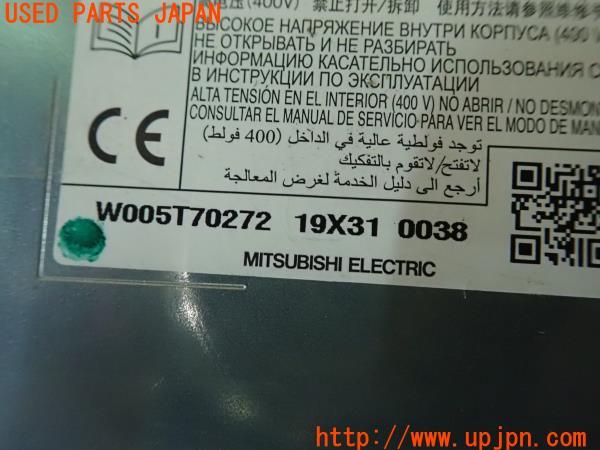 USED PARTS JAPAN
(400V) 禁止打开/拆卸 使用方法请参照维修手
ВЫСОКОЕ НАПРЯЖЕНИЕ ВНУТРИ КОРПУСА (400
НЕ ОТКРЫВАТЬ И НЕ РАЗБИРАТЬ
ИНФОРМАЦИЮ КАСАТЕЛЬНО ИСПОЛЬЗОВАНИЯ С
В ИНСТРУКЦИИ ПО ЭКСПЛУАТАЦИИ
ALTA TENSIÓN EN EL INTERIOR (400 V) NO ABRIR / NO DESMON
CONSULTAR EL MANUAL DE SERVICIO PARA VER EL MODO DE MAN
توجد فولطية عالية في الداخل (400 فولط)
لاتفتح/لاتقوم بالتفكيك
أرجع الى دليل الخدمة لغرض المعالجة
CE
W005T70272 19X31 0038
MITSUBISHI ELECTRIC
UPJ www.upjpn.com